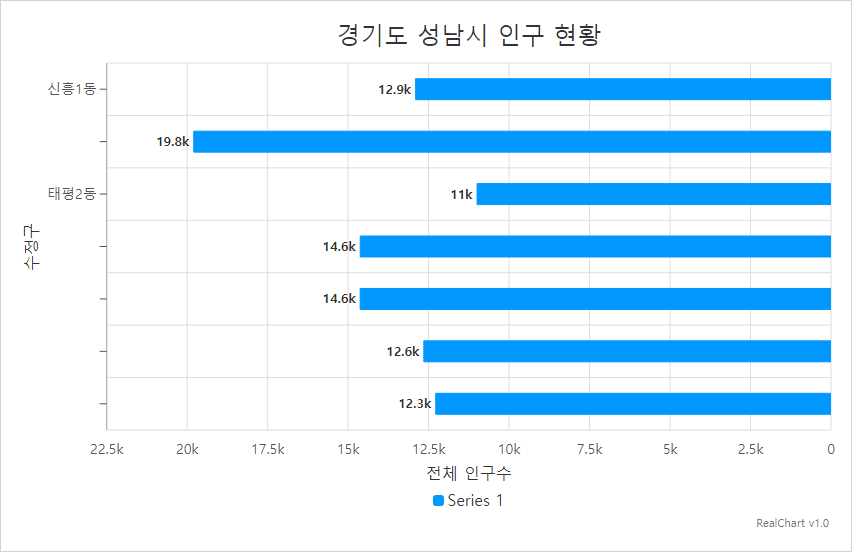 경기도 성남시 인구 현황
신흥1동
12.9k
19.8k
태평2동
11k
수정구
14.6k
14.6k
12.6k
12.3k
22.5k 20k 17.5k 15k 12.5k 10k 7.5k 5k 2.5k 0
전체 인구수
Series 1
RealChart v1.0